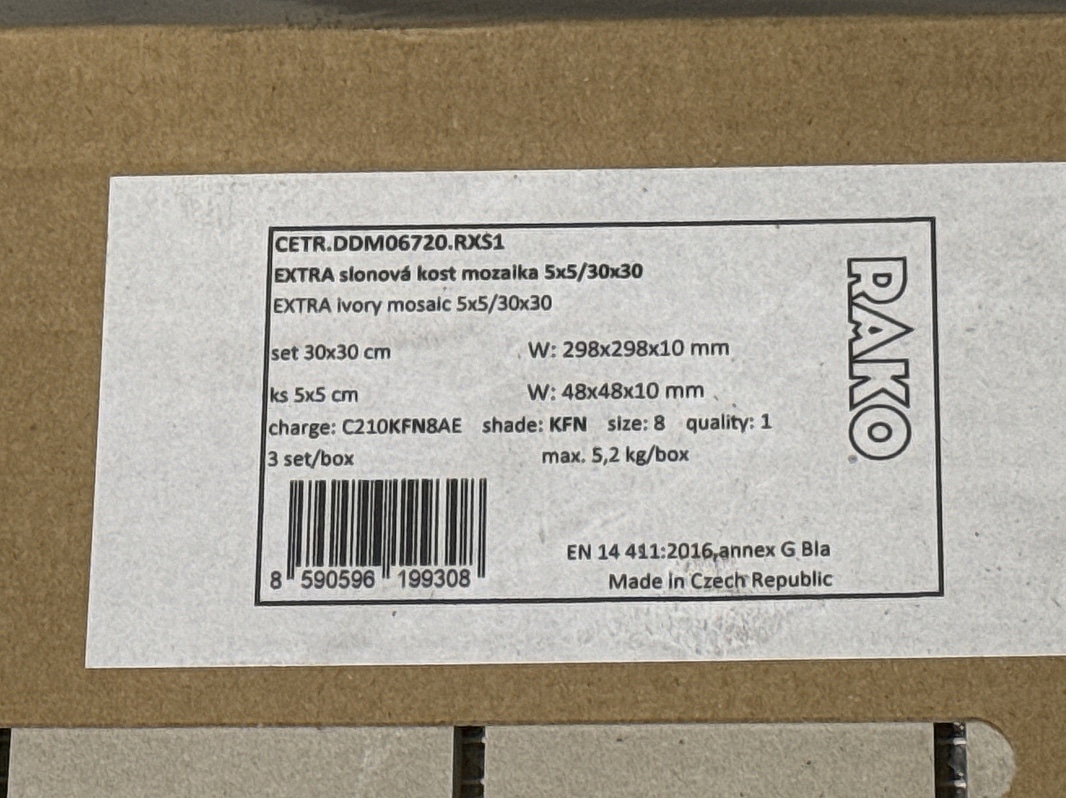 CETR.DDM06720.RXS1
EXTRA slonová kost mozaika 5x5/30x30
EXTRA ivory mosaic 5x5/30x30
set 30x30 cm W: 298x298x10 mm
ks 5x5 cm W: 48x48x10 mm
charge: C210KFN8AE shade: KFN size: 8 quality: 1
3 set/box max. 5,2 kg/box
8 590596 199308
EN 14 411:2016,annex G BIa
Made in Czech Republic
RAKO